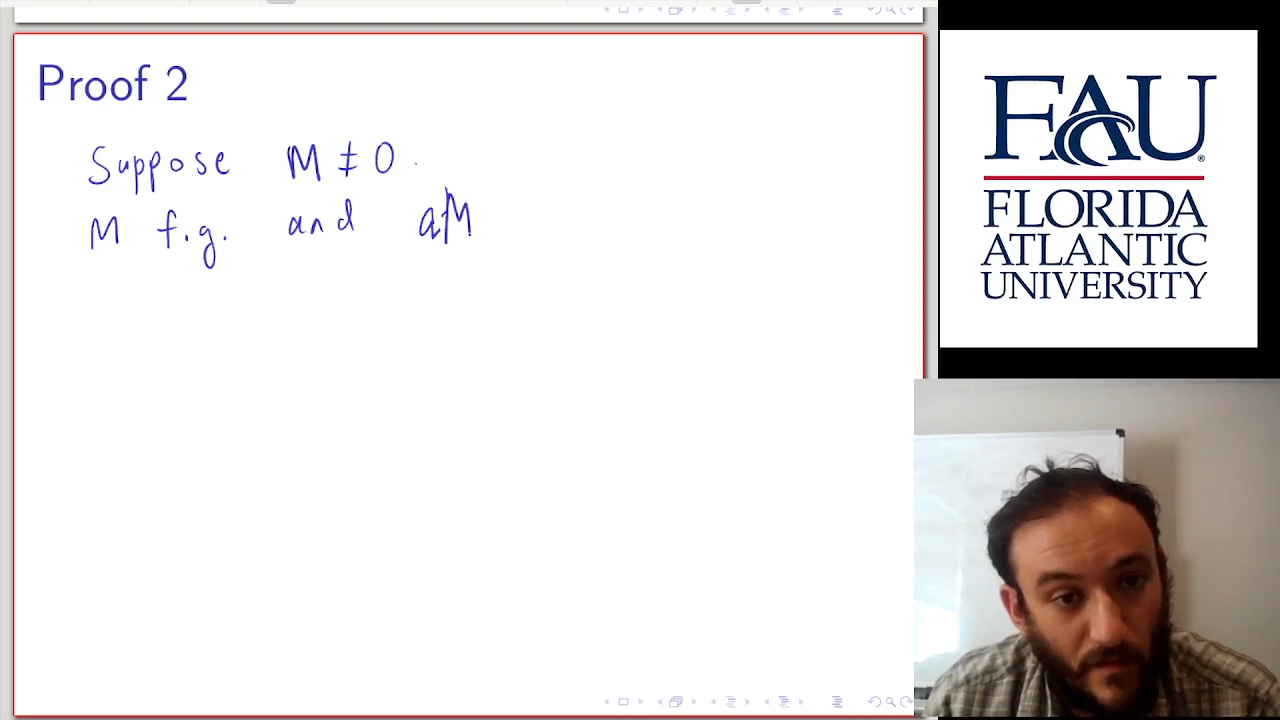 Proof 2
Suppose M ≠ 0.
M f.g. and aM
FAU
FLORIDA
ATLANTIC
UNIVERSITY